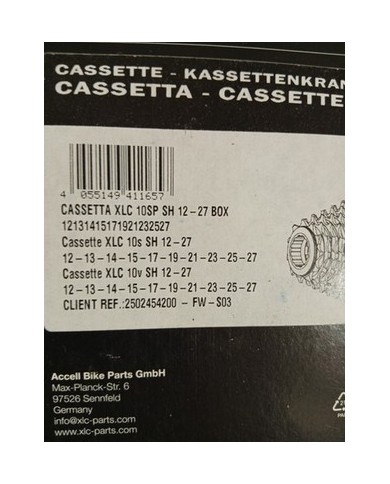 CASSETTE - KASSETTENKRAN
CASSETTA - CASSETTE
4 055149 411657
CASSETTA XLC 10SP SH 12-27 BOX
12131415171921232527
Cassette XLC 10s SH 12-27
12-13-14-15-17-19-21-23-25-27
Cassette XLC 10v SH 12-27
12-13-14-15-17-19-21-23-25-27
CLIENT REF.:2502454200 - FW-S03
Accell Bike Parts GmbH
Max-Planck-Str. 6
97526 Sennfeld
Germany
info@xlc-parts.com
www.xlc-parts.com